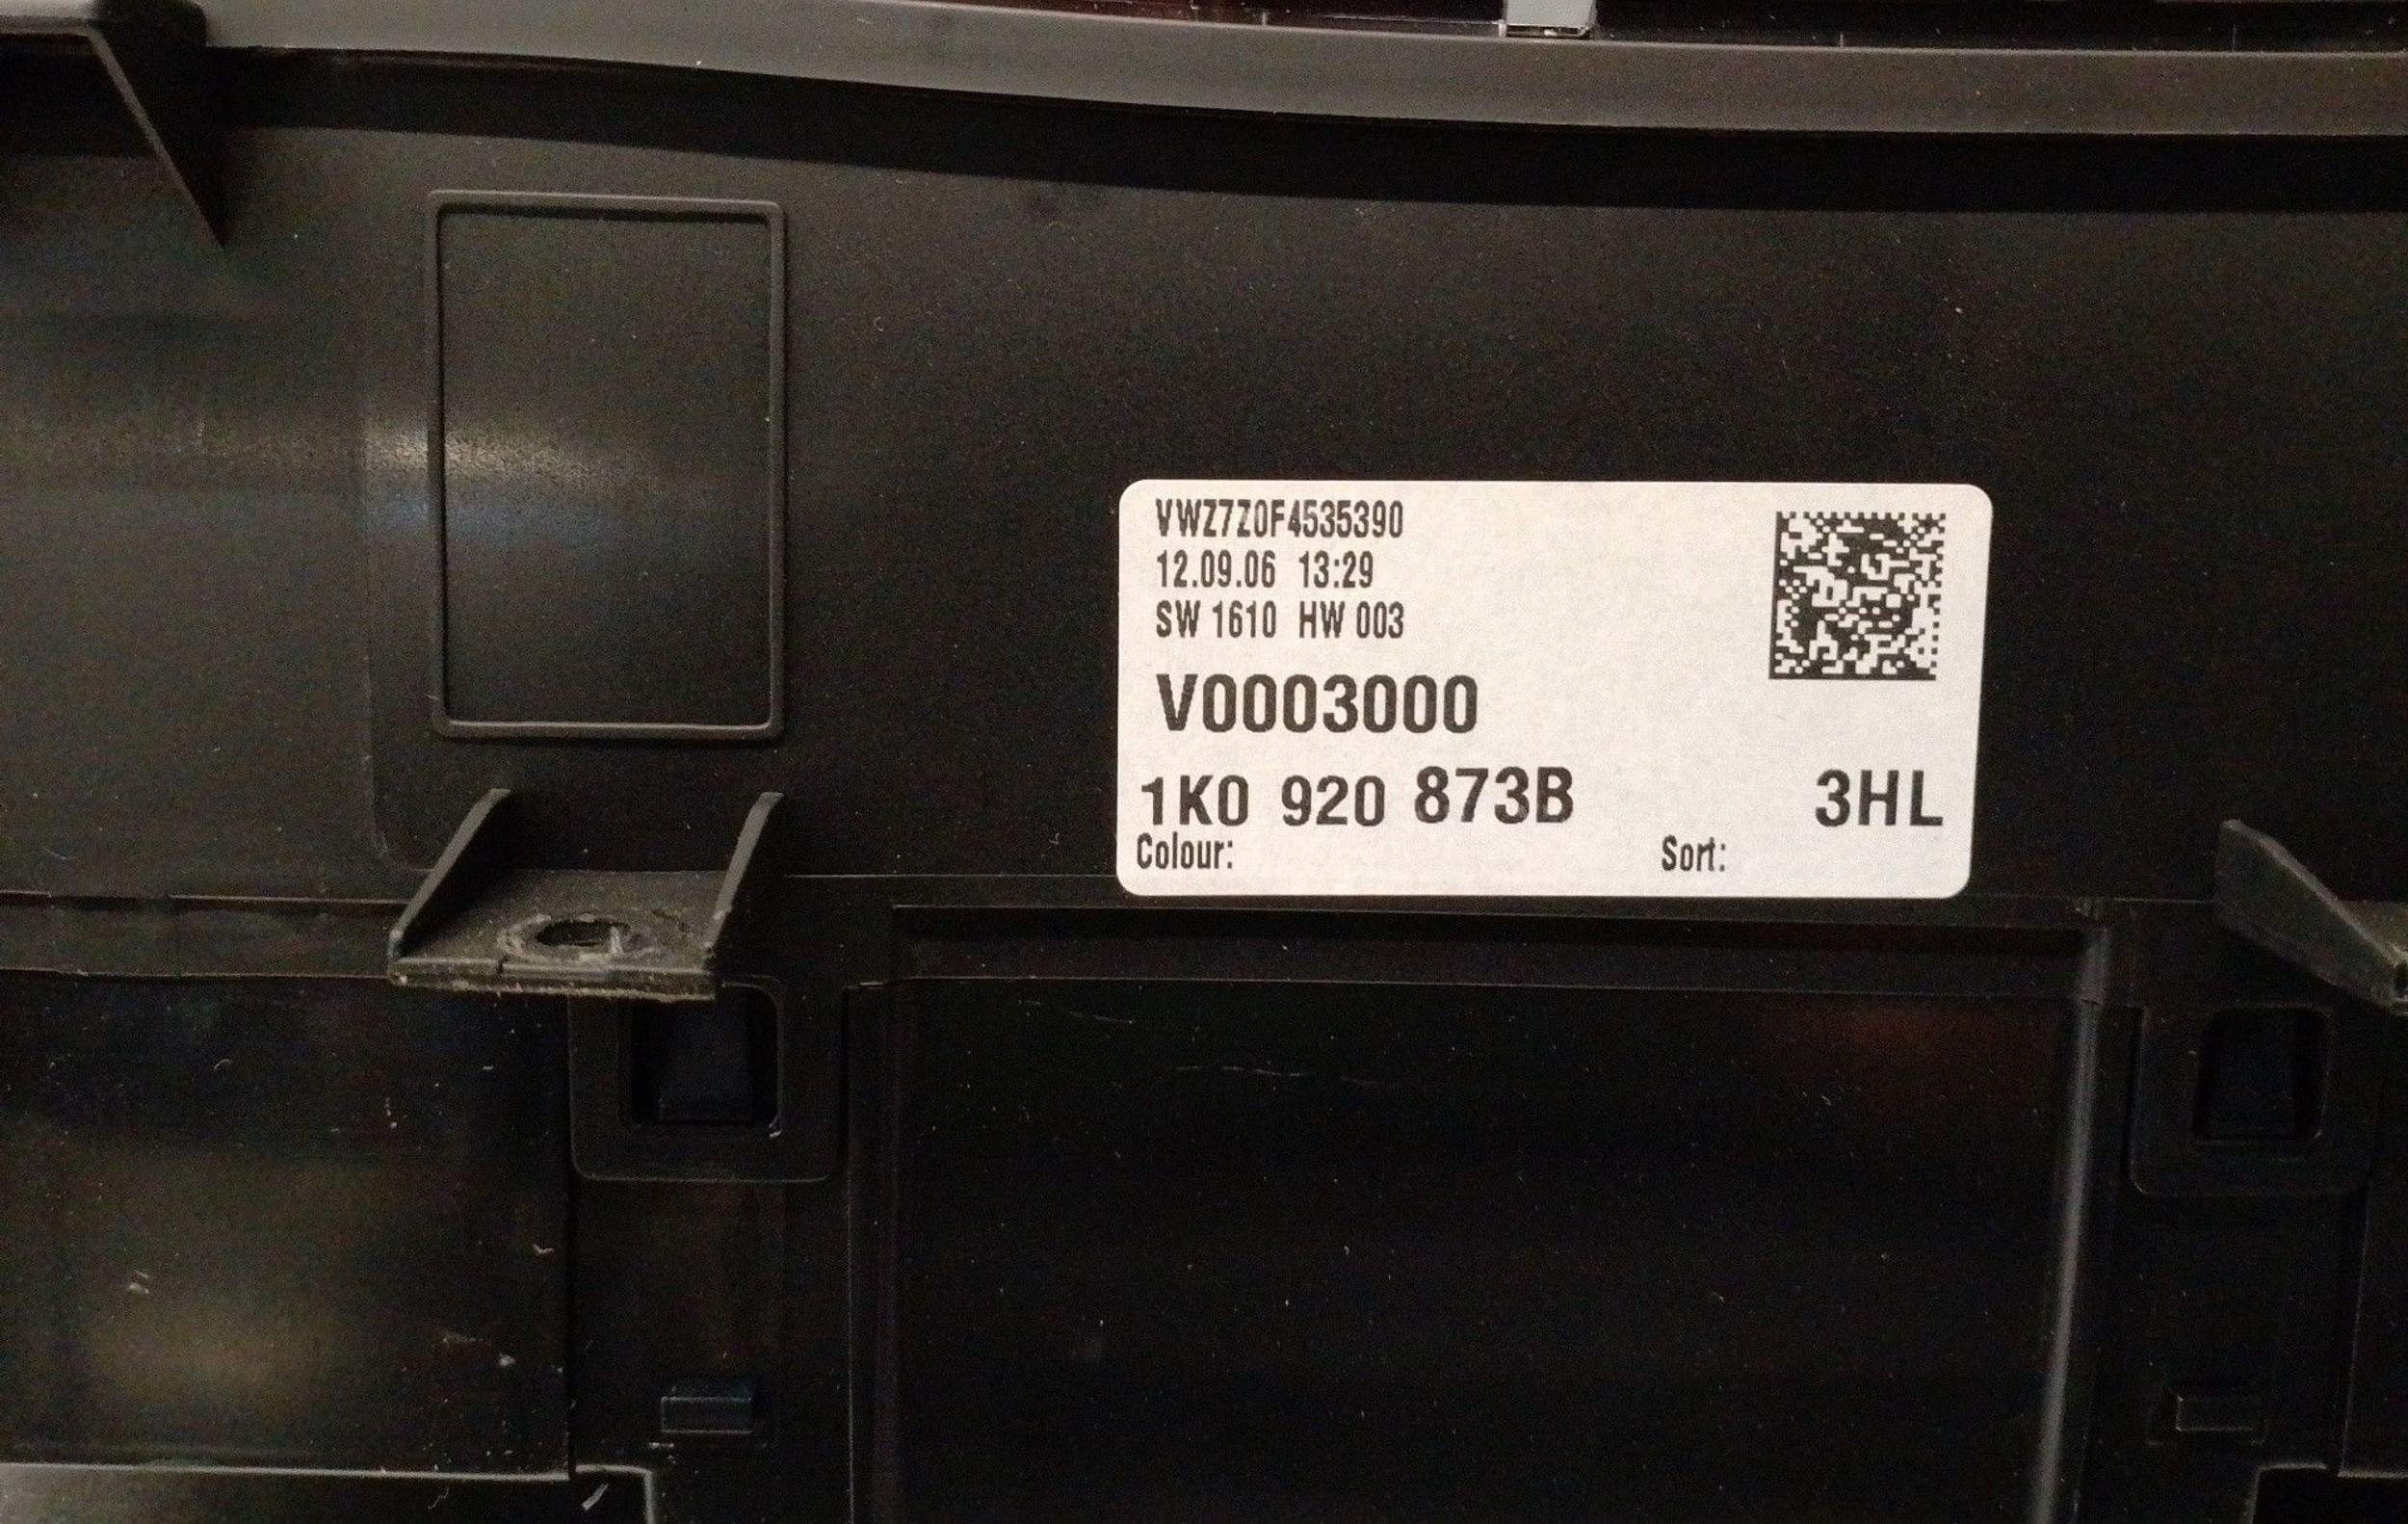 VWZ7Z0F4535390
12.09.06 13:29
SW 1610 HW 003
V0003000
1K0 920 873B 3HL
Colour: Sort: